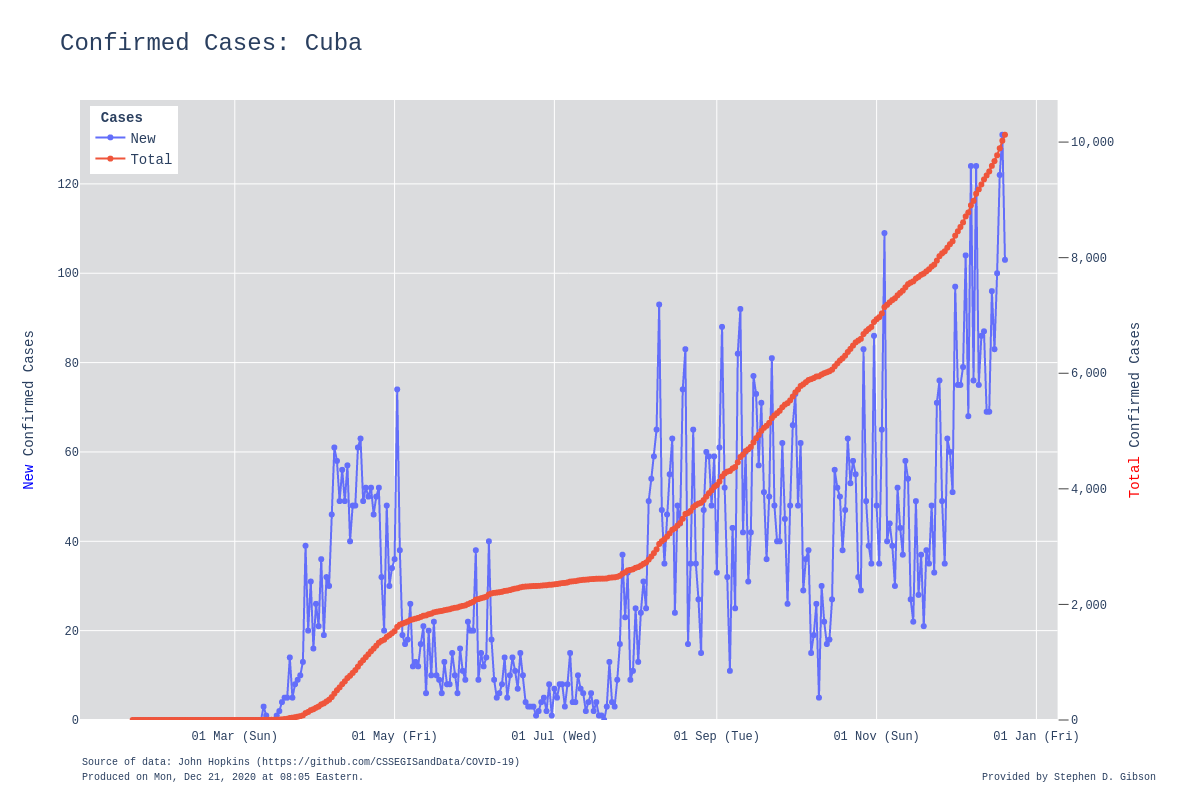 Confirmed Cases: Cuba
Cases
New
Total
120
100
80
60
40
20
0
10,000
8,000
6,000
4,000
2,000
0
New Confirmed Cases
Total Confirmed Cases
01 Mar (Sun)
01 May (Fri)
01 Jul (Wed)
01 Sep (Tue)
01 Nov (Sun)
01 Jan (Fri)
Source of data: John Hopkins (https://github.com/CSSEGISandData/COVID-19)
Produced on Mon, Dec 21, 2020 at 08:05 Eastern.
Provided by Stephen D. Gibson